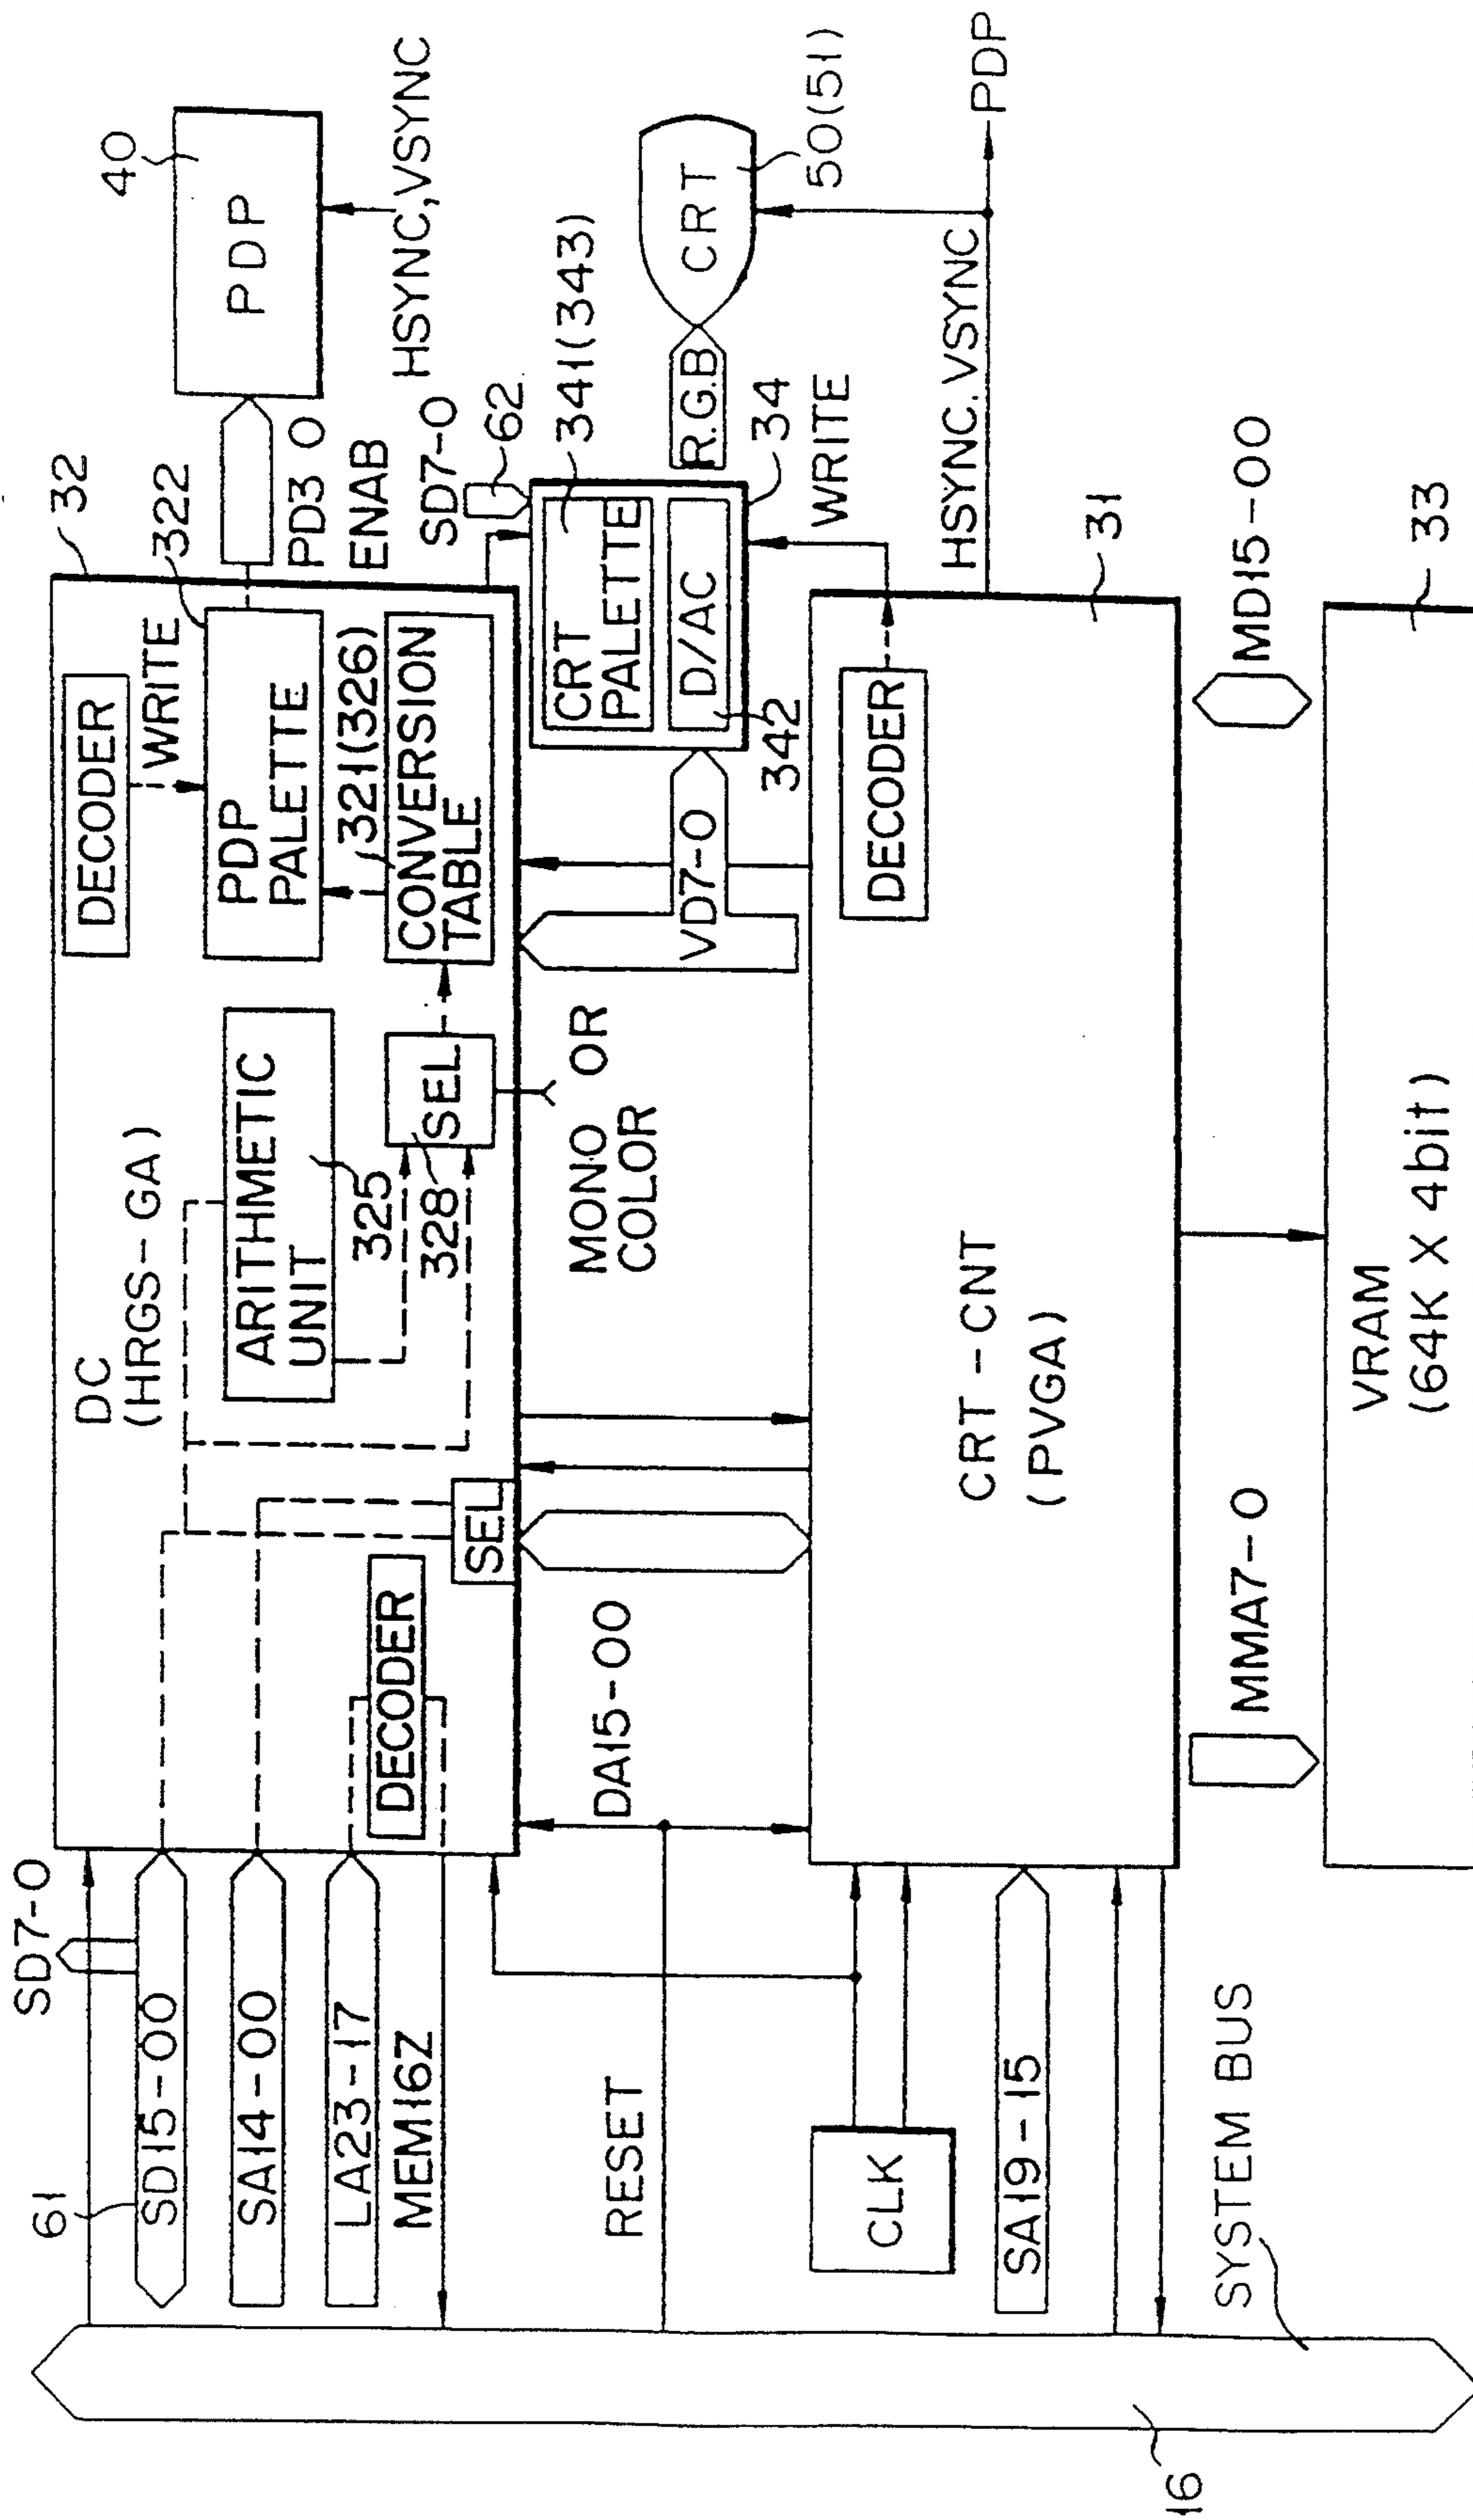 61
SD7-0
SD15-00
SA14-00
LA23-17
MEM16Z
RESET
CLK
SA19-15
SYSTEM BUS
16
DC
(HRGS-GA)
32
DECODER
WRITE
322
PDP
PALETTE
321(326)
CONVERSION
TABLE
ARITHMETIC
UNIT
325
SEL
328
MONO OR
COLOR
SEL
DECODER
DA15-00
40
PDP
HSYNC,VSYNC
PD3 0
ENAB
SD7-0
62
341(343)
CRT
PALETTE
D/AC
342
34
VD7-0
R.G.B
CRT
50(51)
WRITE
HSYNC.VSYNC
PDP
DECODER
31
CRT-CNT
(PVGA)
MMA7-0
MD15-00
33
VRAM
(64K X 4bit)